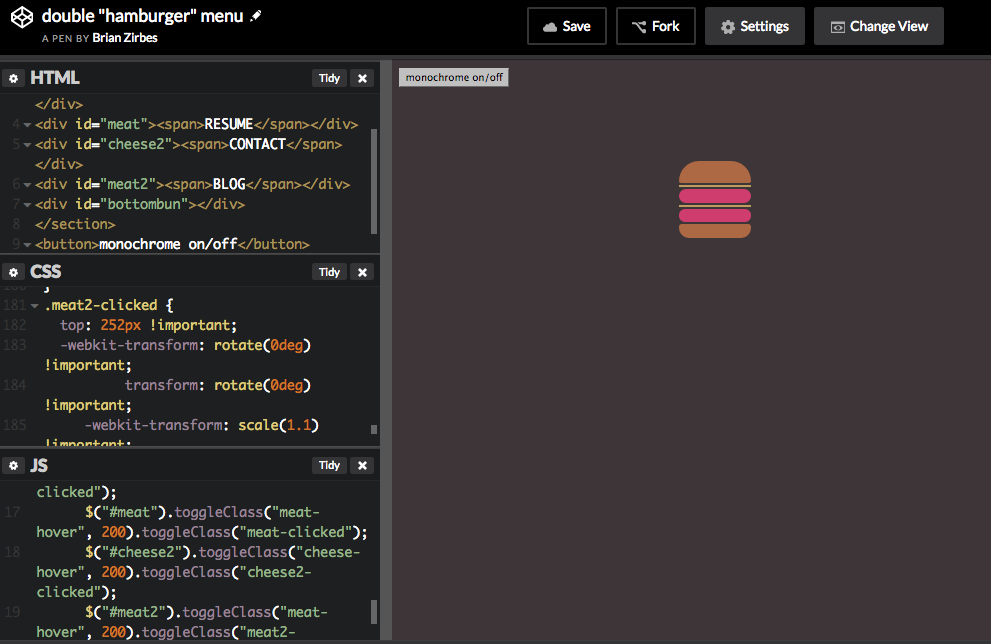 double "hamburger" menu
A PEN BY Brian Zirbes
Save
Fork
Settings
Change View
HTML
Tidy
</div>
4 <div id="meat"><span>RESUME</span></div>
5 <div id="cheese2"><span>CONTACT</span>
</div>
6 <div id="meat2"><span>BLOG</span></div>
7 <div id="bottombun"></div>
8 </section>
9 <button>monochrome on/off</button>
CSS
Tidy
180 }
181 .meat2-clicked {
182 top: 252px !important;
183 -webkit-transform: rotate(0deg)
!important;
184 transform: rotate(0deg)
!important;
185 -webkit-transform: scale(1.1)
!important;
JS
Tidy
clicked");
17 $("#meat").toggleClass("meat-
hover", 200).toggleClass("meat-clicked");
18 $("#cheese2").toggleClass("cheese-
hover", 200).toggleClass("cheese2-
clicked");
19 $("#meat2").toggleClass("meat-
hover", 200).toggleClass("meat2-
monochrome on/off